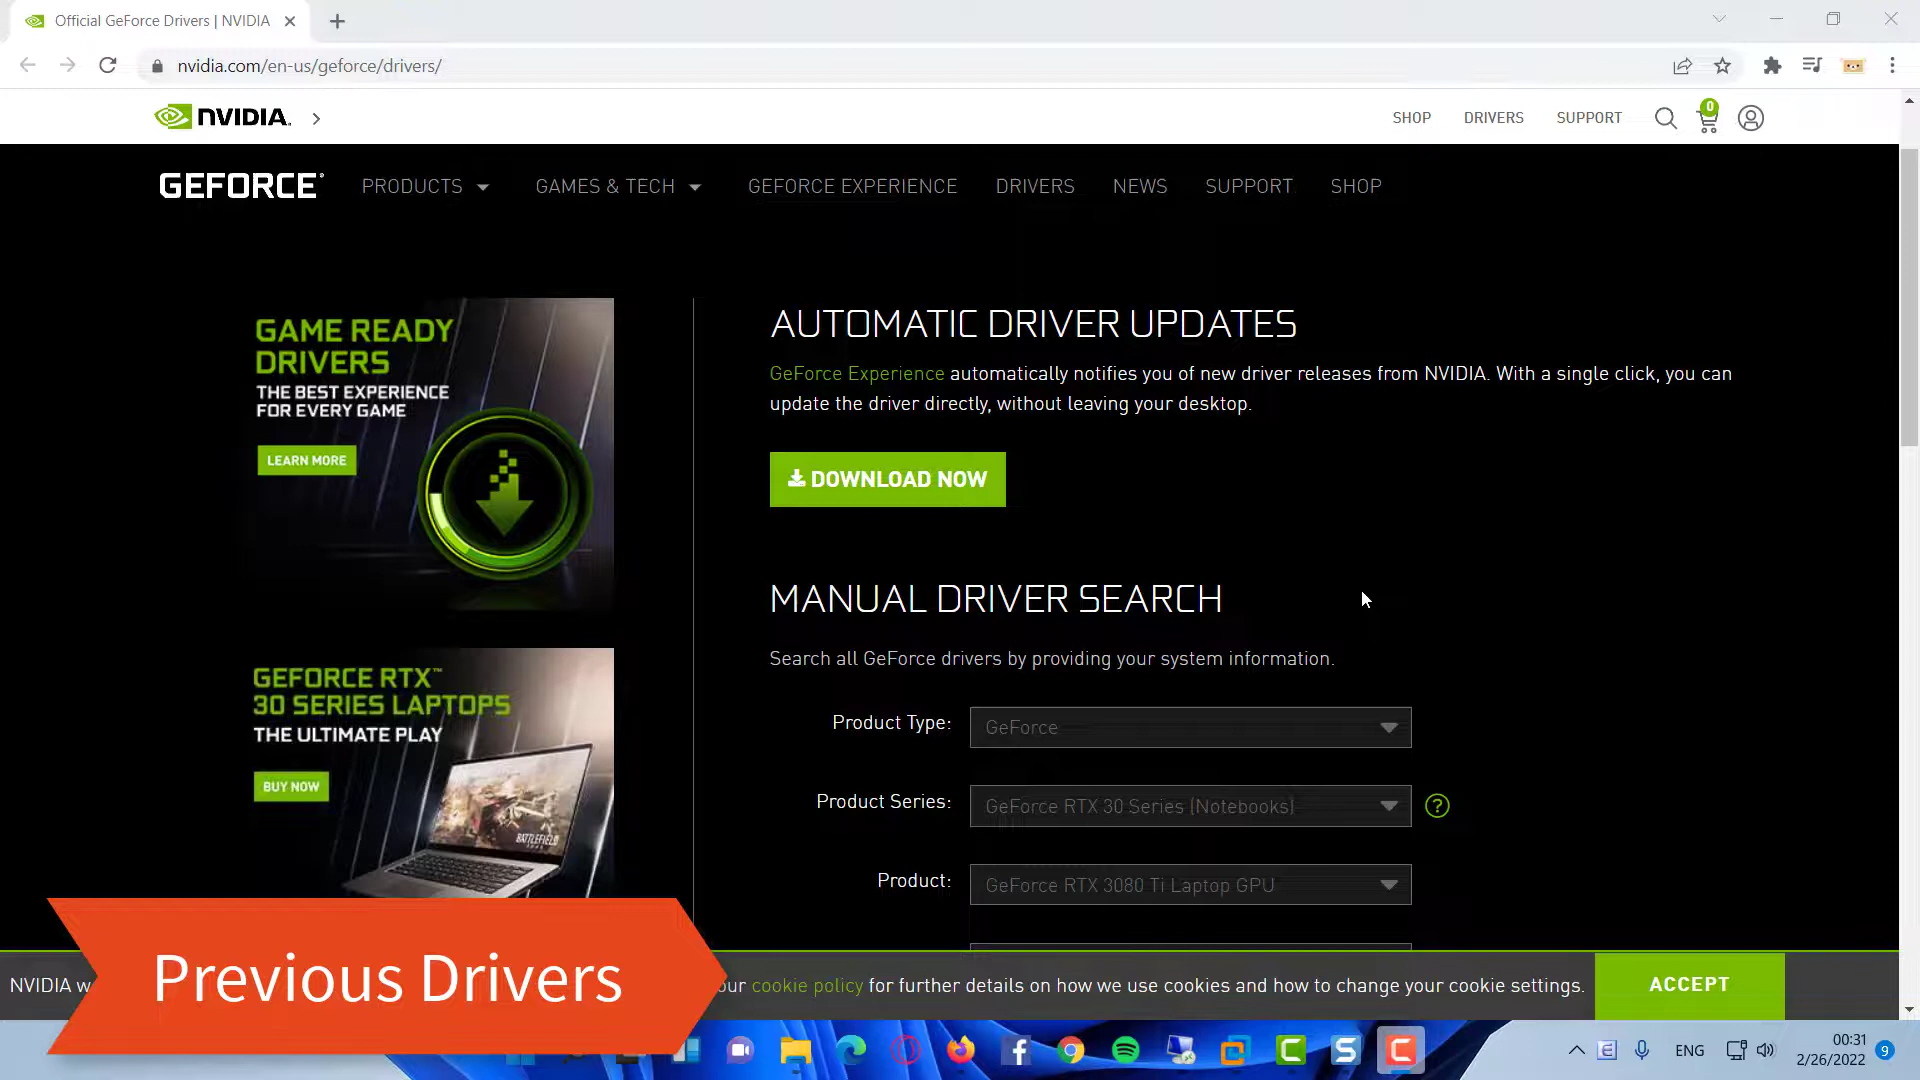 Official GeForce Drivers | NVIDIA
nvidia.com/en-us/geforce/drivers/
NVIDIA.
SHOP DRIVERS SUPPORT 0
GEFORCE PRODUCTS GAMES & TECH GEFORCE EXPERIENCE DRIVERS NEWS SUPPORT SHOP
GAME READY
DRIVERS
THE BEST EXPERIENCE
FOR EVERY GAME
LEARN MORE
GEFORCE RTX™
30 SERIES LAPTOPS
THE ULTIMATE PLAY
BUY NOW
BATTLEFIELD
AUTOMATIC DRIVER UPDATES
GeForce Experience automatically notifies you of new driver releases from NVIDIA. With a single click, you can
update the driver directly, without leaving your desktop.
DOWNLOAD NOW
MANUAL DRIVER SEARCH
Search all GeForce drivers by providing your system information.
Product Type: GeForce
Product Series: GeForce RTX 30 Series (Notebooks) ?
Product: GeForce RTX 3080 Ti Laptop GPU
NVIDIA w
our cookie policy for further details on how we use cookies and how to change your cookie settings.
ACCEPT
Previous Drivers
ENG
00:31
2/26/2022
9